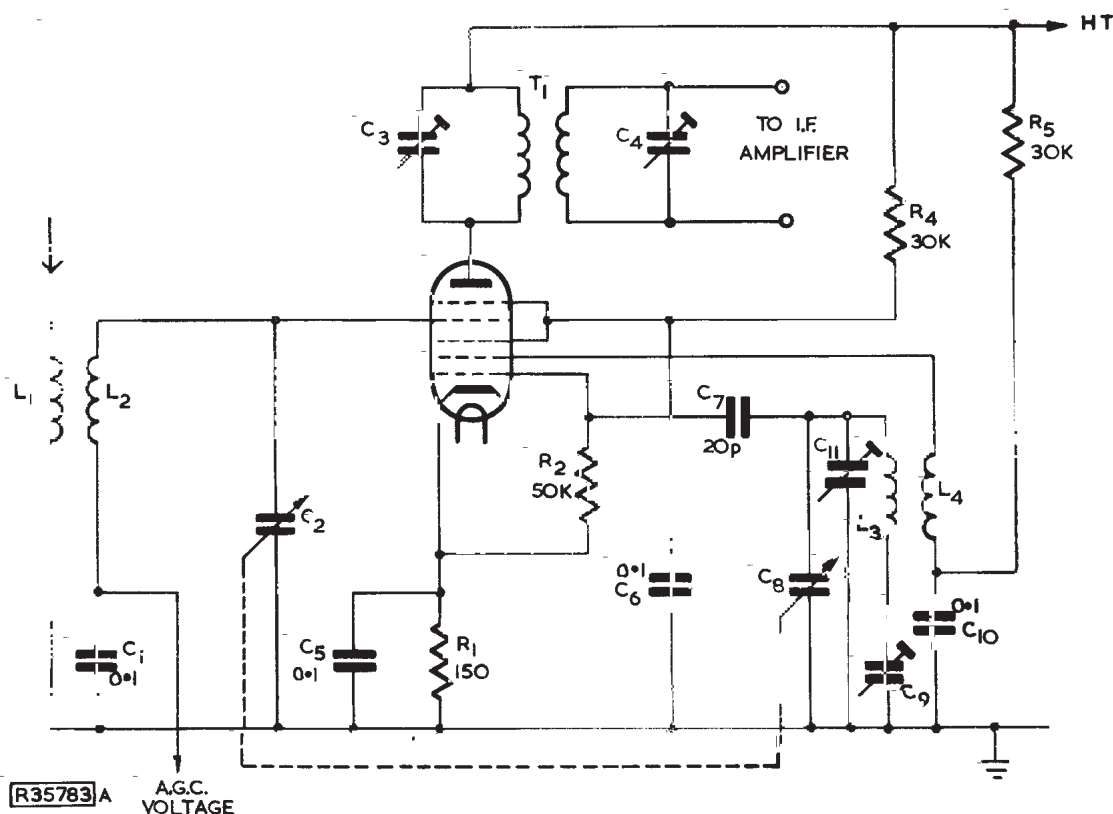 HT
T1
C3
C4
TO I.F.
AMPLIFIER
R5
30K
R4
30K
L1
L2
C7
20p
C11
R2
50K
L4
L3
C2
0·1
C6
C8
0·1
C10
C1
0·1
C5
0·1
R1
150
C9
R35783 A
A.G.C.
VOLTAGE